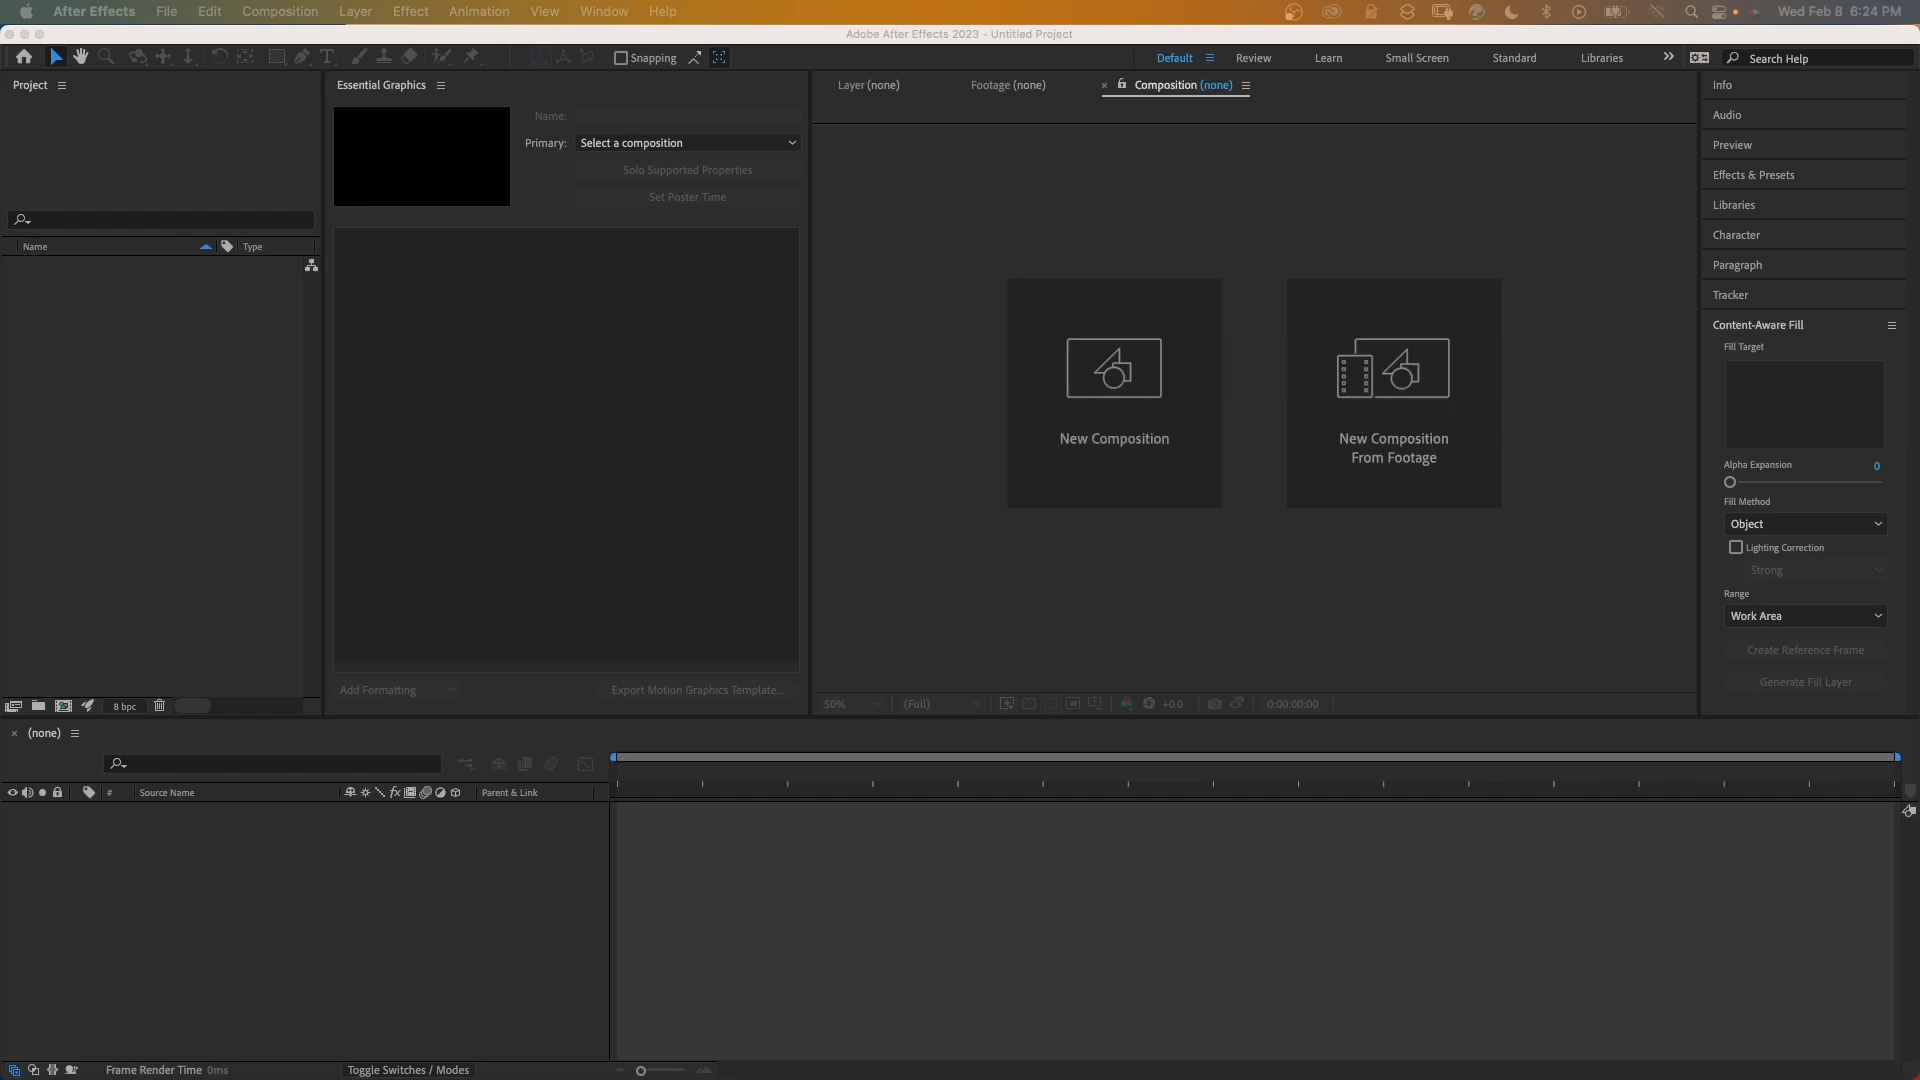 After Effects File Edit Composition Layer Effect Animation View Window Help Wed Feb 8 6:24 PM
Adobe After Effects 2023 - Untitled Project
Snapping Default Review Learn Small Screen Standard Libraries Search Help
Project
Essential Graphics
Name:
Primary: Select a composition
Solo Supported Properties
Set Poster Time
Name Type
Add Formatting Export Motion Graphics Template...
8 bpc
Layer (none) Footage (none) Composition (none)
New Composition
New Composition
From Footage
50% (Full) +0.0 0:00:00:00
Info
Audio
Preview
Effects & Presets
Libraries
Character
Paragraph
Tracker
Content-Aware Fill
Fill Target
Alpha Expansion 0
Fill Method
Object
Lighting Correction
Strong
Range
Work Area
Create Reference Frame
Generate Fill Layer
(none)
# Source Name fx Parent & Link
Frame Render Time 0ms Toggle Switches / Modes